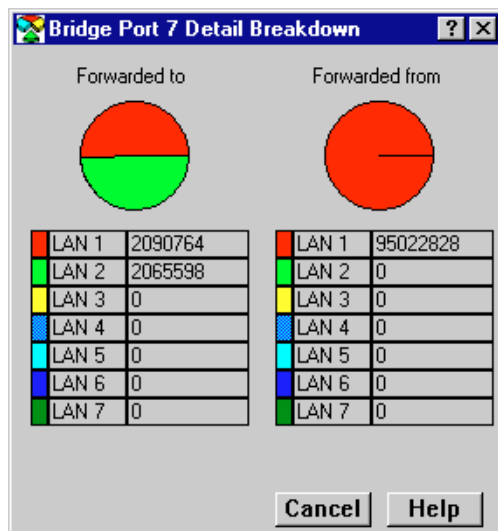 Bridge Port 7 Detail Breakdown
Forwarded to
LAN 1 2090764
LAN 2 2065598
LAN 3 0
LAN 4 0
LAN 5 0
LAN 6 0
LAN 7 0
Forwarded from
LAN 1 95022828
LAN 2 0
LAN 3 0
LAN 4 0
LAN 5 0
LAN 6 0
LAN 7 0
Cancel
Help